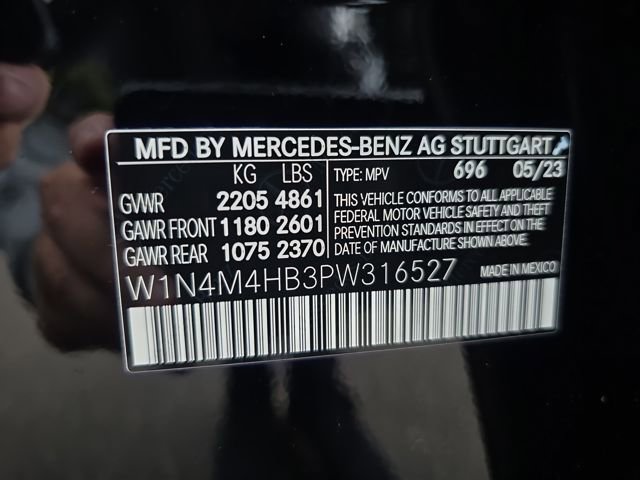 MFD BY MERCEDES-BENZ AG STUTTGART
KG LBS
GVWR 2205 4861
GAWR FRONT 1180 2601
GAWR REAR 1075 2370
TYPE: MPV 696 05/23
THIS VEHICLE CONFORMS TO ALL APPLICABLE
FEDERAL MOTOR VEHICLE SAFETY AND THEFT
PREVENTION STANDARDS IN EFFECT ON THE
DATE OF MANUFACTURE SHOWN ABOVE.
W1N4M4HB3PW316527 MADE IN MEXICO